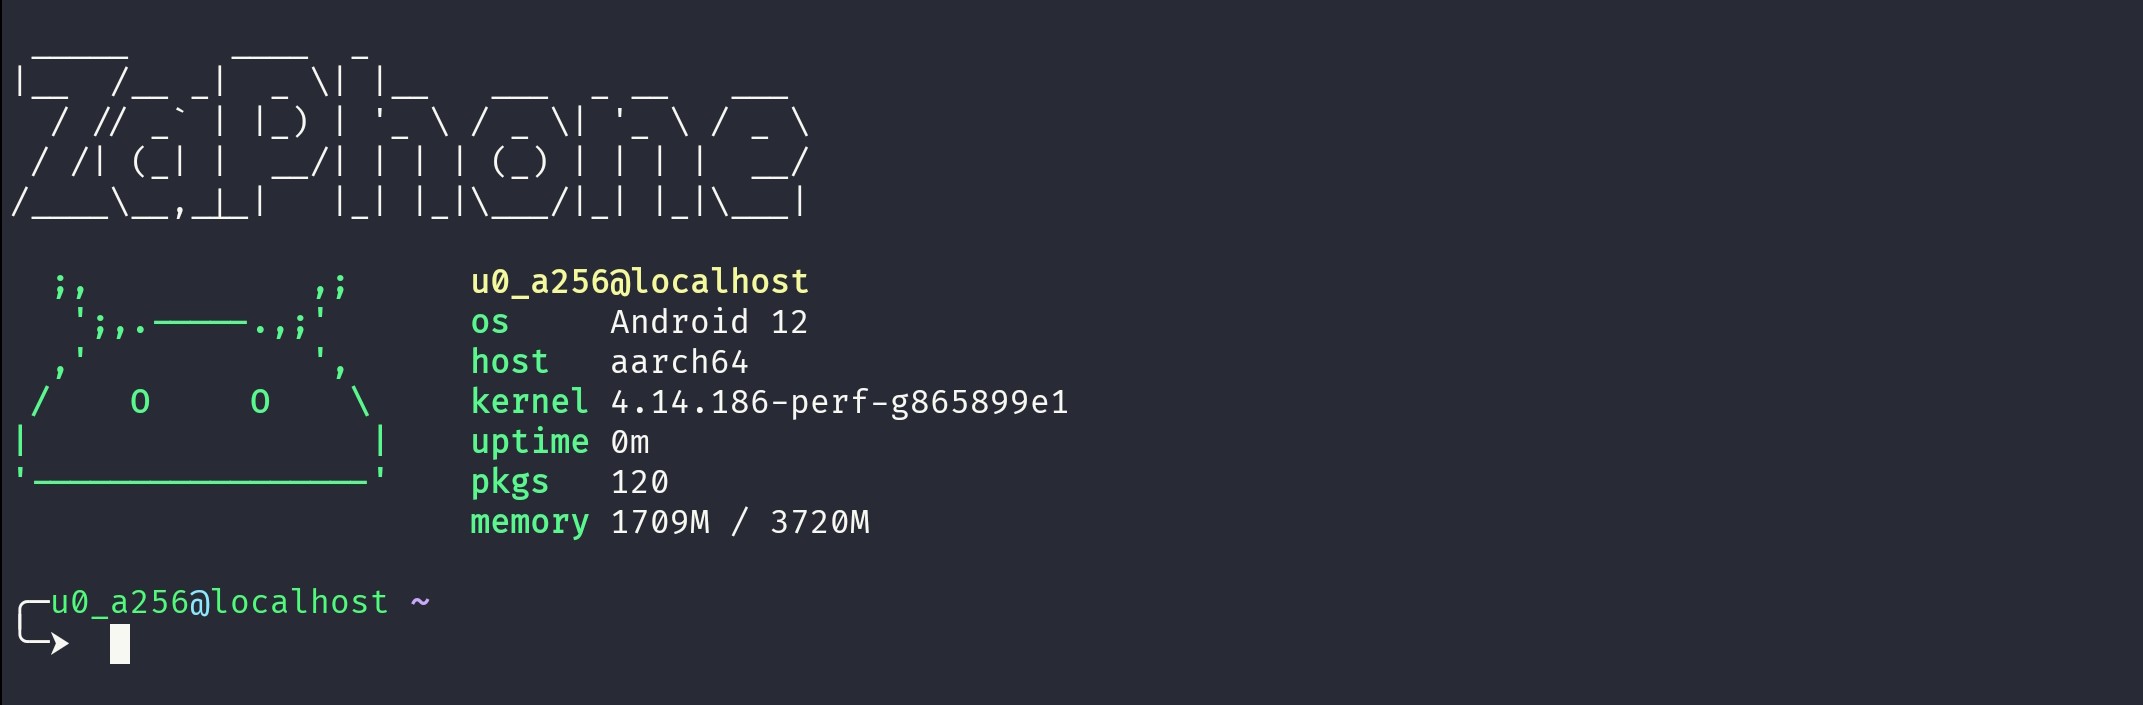 ZaPhone
u0_a256@localhost
os Android 12
host aarch64
kernel 4.14.186-perf-g865899e1
uptime 0m
pkgs 120
memory 1709M / 3720M
u0_a256@localhost ~